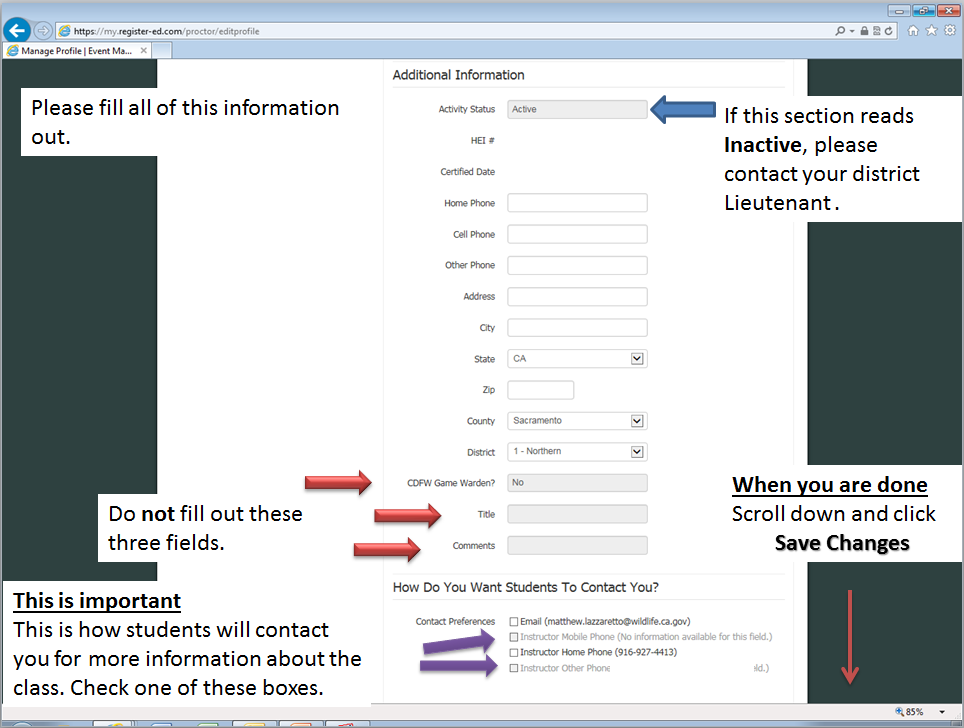 https://my.register-ed.com/proctor/editprofile
Manage Profile | Event Ma...
Additional Information
Please fill all of this information
out.
Activity Status Active
If this section reads
Inactive, please
contact your district
Lieutenant .
HEI #
Certified Date
Home Phone
Cell Phone
Other Phone
Address
City
State CA
Zip
County Sacramento
District 1 - Northern
CDFW Game Warden? No
Title
Comments
Do not fill out these
three fields.
When you are done
Scroll down and click
Save Changes
How Do You Want Students To Contact You?
This is important
This is how students will contact
you for more information about the
class. Check one of these boxes.
Contact Preferences Email (matthew.lazzaretto@wildlife.ca.gov)
Instructor Mobile Phone (No information available for this field.)
Instructor Home Phone (916-927-4413)
Instructor Other Phone
85%